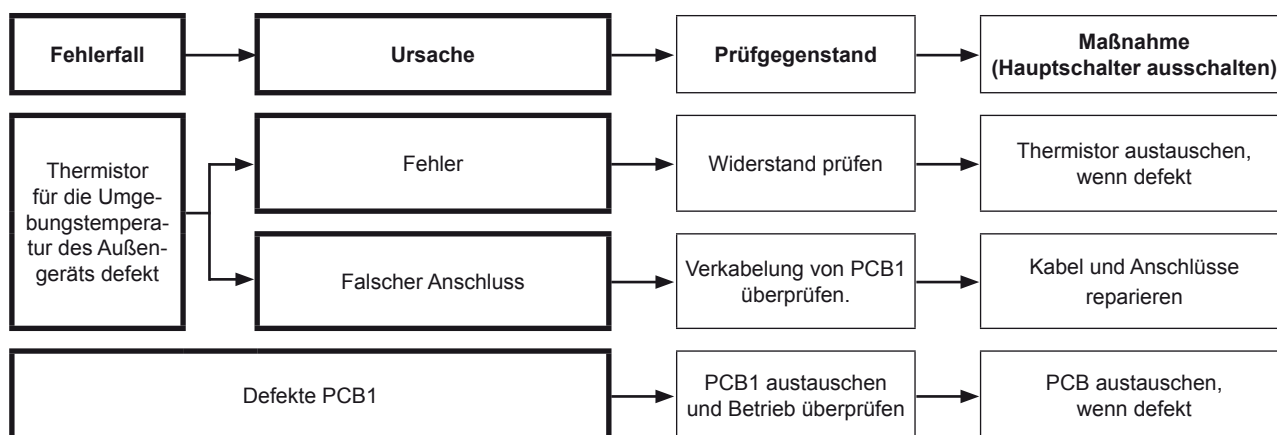 Fehlerfall
Ursache
Prüfgegenstand
Maßnahme
(Hauptschalter ausschalten)
Thermistor
für die Umge-
bungstempera-
tur des Außen-
geräts defekt
Fehler
Widerstand prüfen
Thermistor austauschen,
wenn defekt
Falscher Anschluss
Verkabelung von PCB1
überprüfen.
Kabel und Anschlüsse
reparieren
Defekte PCB1
PCB1 austauschen
und Betrieb überprüfen
PCB austauschen,
wenn defekt